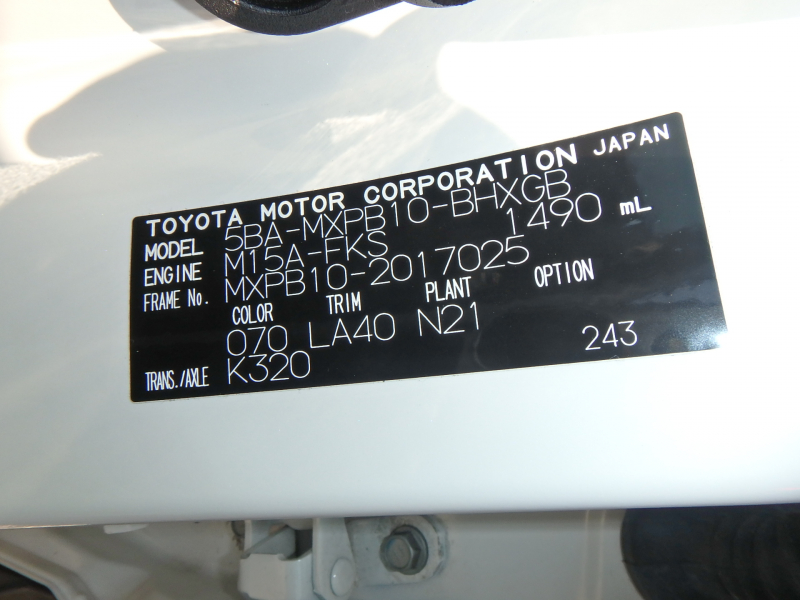 TOYOTA MOTOR CORPORATION JAPAN
MODEL 5BA-MXPB10-BHXGB
ENGINE M15A-FKS 1490 mL
FRAME No. MXPB10-2017025
COLOR TRIM PLANT OPTION
070 LA40 N21
TRANS./AXLE K320 243